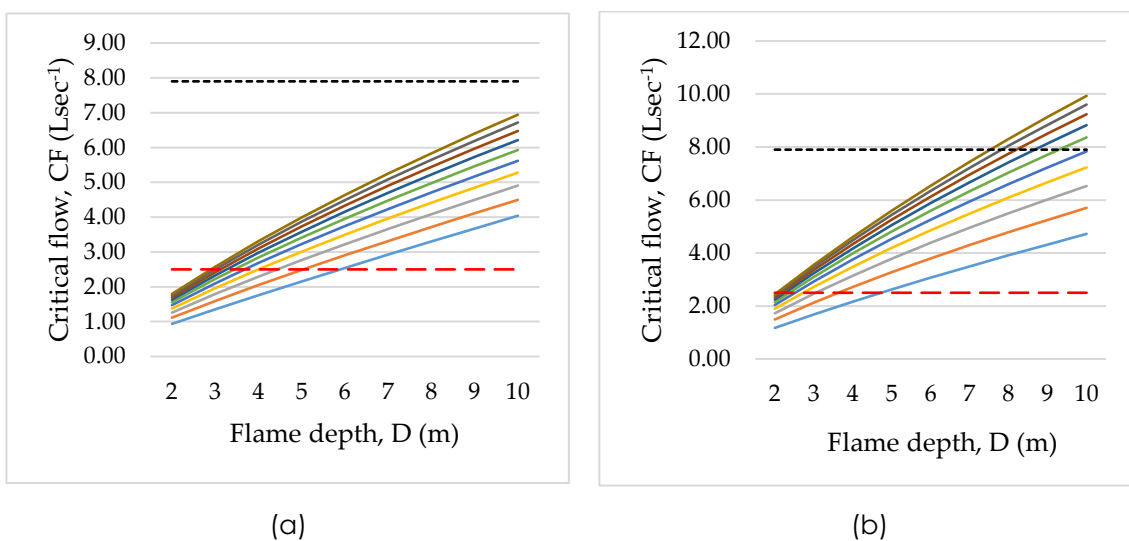 9.00
8.00
7.00
6.00
5.00
4.00
3.00
2.00
1.00
0.00
Critical flow, CF (Lsec⁻¹)
2 3 4 5 6 7 8 9 10
Flame depth, D (m)
(a)
12.00
10.00
8.00
6.00
4.00
2.00
0.00
Critical flow, CF (Lsec⁻¹)
2 3 4 5 6 7 8 9 10
Flame depth, D (m)
(b)